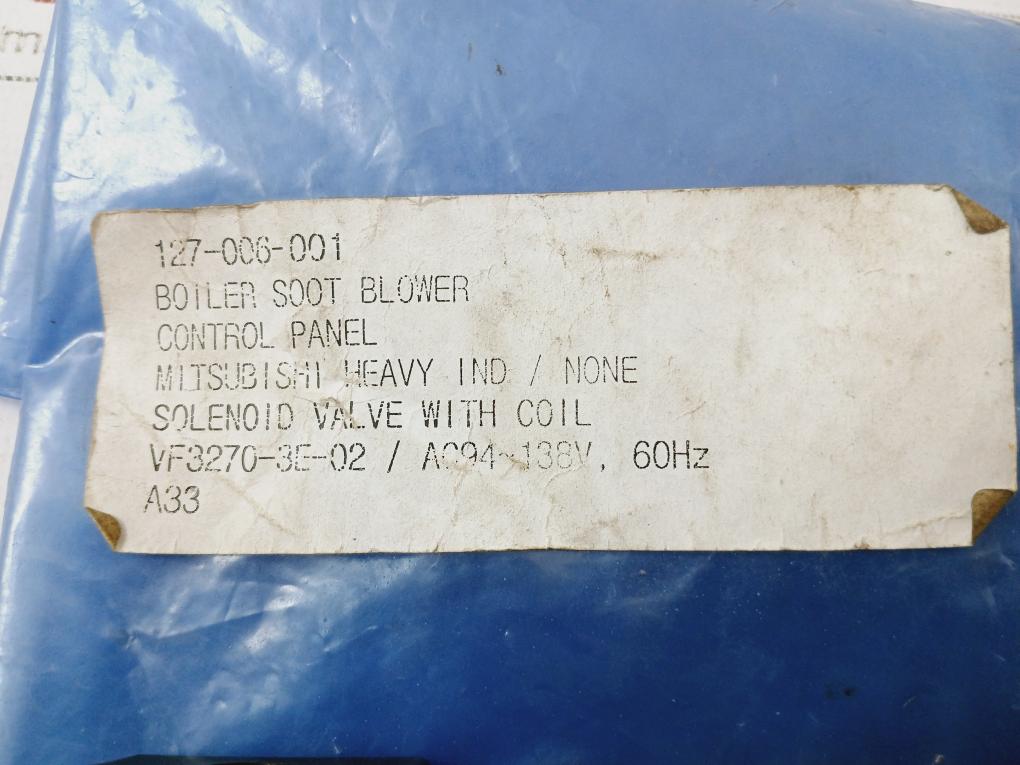 127-006-001
BOILER SOOT BLOWER
CONTROL PANEL
MITSUBISHI HEAVY IND / NONE
SOLENOID VALVE WITH COIL
VF3270-3E-02 / AC94~138V, 60Hz
A33